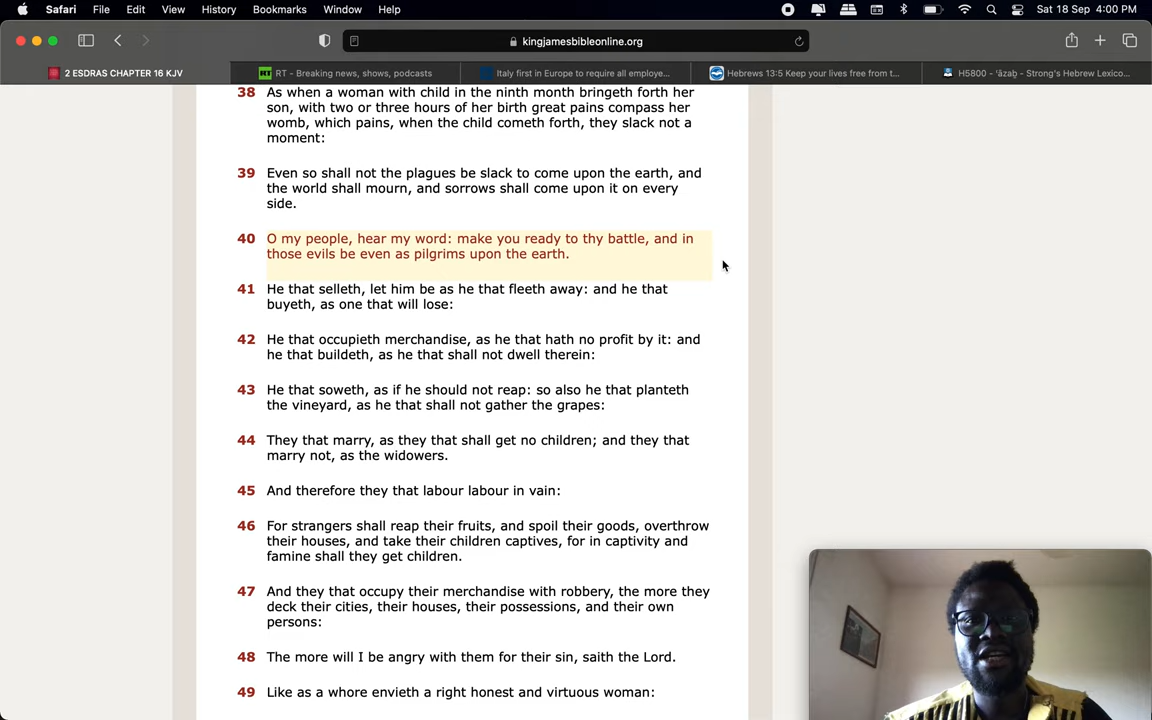 Safari File Edit View History Bookmarks Window Help Sat 18 Sep 4:00 PM
kingjamesbibleonline.org
2 ESDRAS CHAPTER 16 KJV RT - Breaking news, shows, podcasts Italy first in Europe to require all employe... Hebrews 13:5 Keep your lives free from t... H5800 - 'āzaḇ - Strong's Hebrew Lexico...
38 As when a woman with child in the ninth month bringeth forth her
son, with two or three hours of her birth great pains compass her
womb, which pains, when the child cometh forth, they slack not a
moment:
39 Even so shall not the plagues be slack to come upon the earth, and
the world shall mourn, and sorrows shall come upon it on every
side.
40 O my people, hear my word: make you ready to thy battle, and in
those evils be even as pilgrims upon the earth.
41 He that selleth, let him be as he that fleeth away: and he that
buyeth, as one that will lose:
42 He that occupieth merchandise, as he that hath no profit by it: and
he that buildeth, as he that shall not dwell therein:
43 He that soweth, as if he should not reap: so also he that planteth
the vineyard, as he that shall not gather the grapes:
44 They that marry, as they that shall get no children; and they that
marry not, as the widowers.
45 And therefore they that labour labour in vain:
46 For strangers shall reap their fruits, and spoil their goods, overthrow
their houses, and take their children captives, for in captivity and
famine shall they get children.
47 And they that occupy their merchandise with robbery, the more they
deck their cities, their houses, their possessions, and their own
persons:
48 The more will I be angry with them for their sin, saith the Lord.
49 Like as a whore envieth a right honest and virtuous woman: